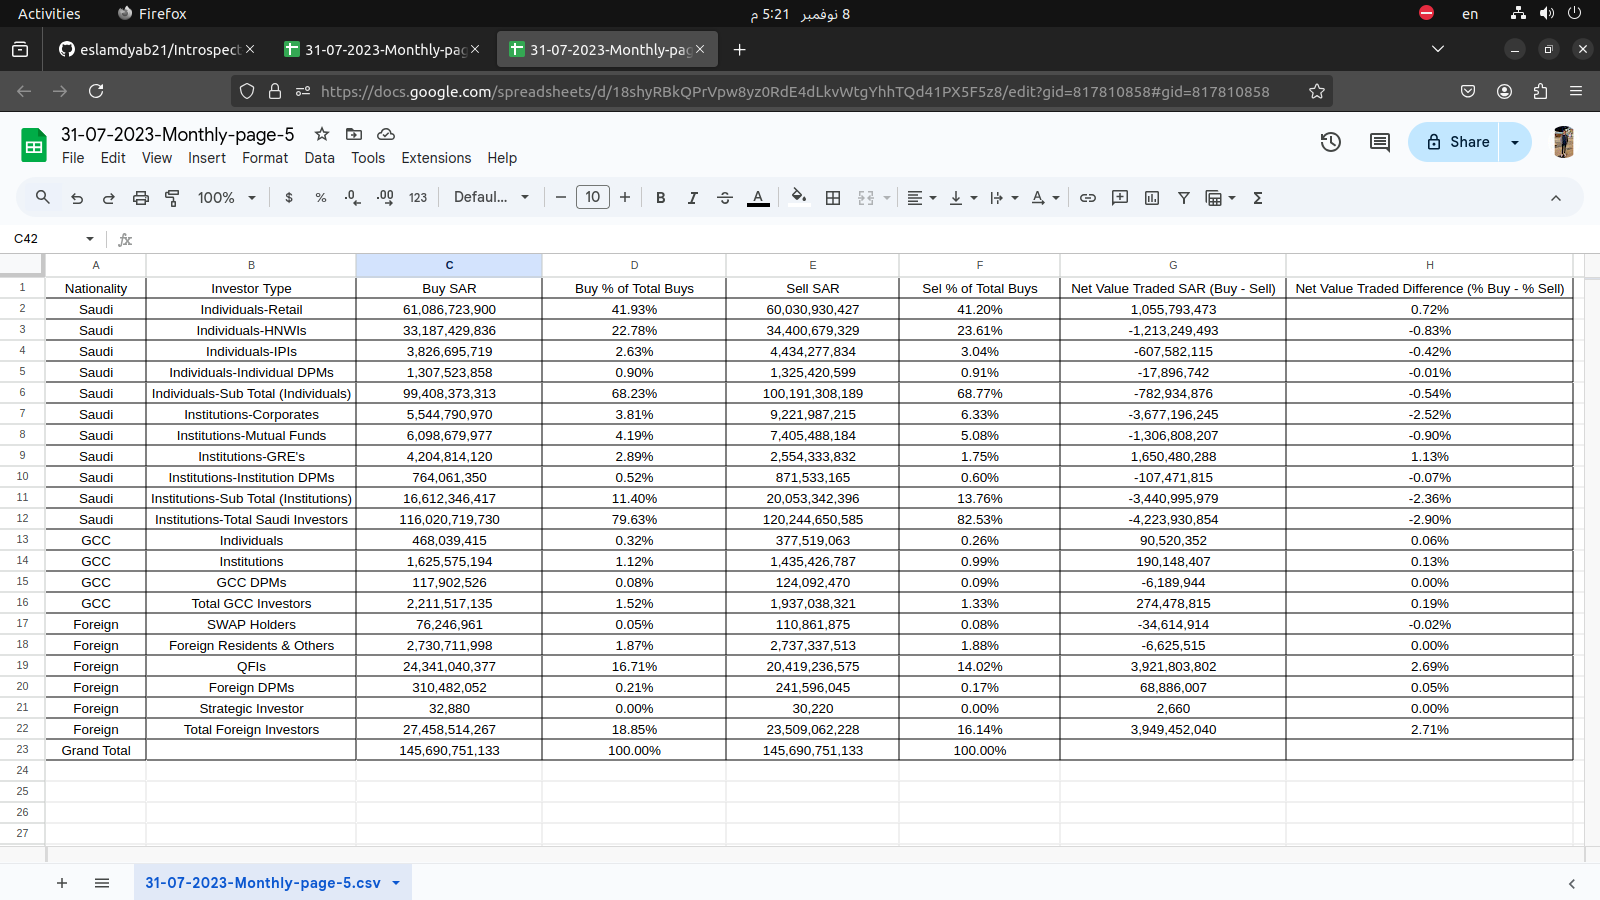 Activities Firefox 8 نوفمبر 5:21 م en
eslamdyab21/Introspect 31-07-2023-Monthly-pag 31-07-2023-Monthly-pag
https://docs.google.com/spreadsheets/d/18shyRBkQPrVpw8yz0RdE4dLkvWtgYhhTQd41PX5F5z8/edit?gid=817810858#gid=817810858
31-07-2023-Monthly-page-5
File Edit View Insert Format Data Tools Extensions Help Share
100% $ % .0 .00 123 Defaul... 10 B I A
C42 fx
A B C D E F G H
1 Nationality Investor Type Buy SAR Buy % of Total Buys Sell SAR Sel % of Total Buys Net Value Traded SAR (Buy - Sell) Net Value Traded Difference (% Buy - % Sell)
2 Saudi Individuals-Retail 61,086,723,900 41.93% 60,030,930,427 41.20% 1,055,793,473 0.72%
3 Saudi Individuals-HNWIs 33,187,429,836 22.78% 34,400,679,329 23.61% -1,213,249,493 -0.83%
4 Saudi Individuals-IPIs 3,826,695,719 2.63% 4,434,277,834 3.04% -607,582,115 -0.42%
5 Saudi Individuals-Individual DPMs 1,307,523,858 0.90% 1,325,420,599 0.91% -17,896,742 -0.01%
6 Saudi Individuals-Sub Total (Individuals) 99,408,373,313 68.23% 100,191,308,189 68.77% -782,934,876 -0.54%
7 Saudi Institutions-Corporates 5,544,790,970 3.81% 9,221,987,215 6.33% -3,677,196,245 -2.52%
8 Saudi Institutions-Mutual Funds 6,098,679,977 4.19% 7,405,488,184 5.08% -1,306,808,207 -0.90%
9 Saudi Institutions-GRE's 4,204,814,120 2.89% 2,554,333,832 1.75% 1,650,480,288 1.13%
10 Saudi Institutions-Institution DPMs 764,061,350 0.52% 871,533,165 0.60% -107,471,815 -0.07%
11 Saudi Institutions-Sub Total (Institutions) 16,612,346,417 11.40% 20,053,342,396 13.76% -3,440,995,979 -2.36%
12 Saudi Institutions-Total Saudi Investors 116,020,719,730 79.63% 120,244,650,585 82.53% -4,223,930,854 -2.90%
13 GCC Individuals 468,039,415 0.32% 377,519,063 0.26% 90,520,352 0.06%
14 GCC Institutions 1,625,575,194 1.12% 1,435,426,787 0.99% 190,148,407 0.13%
15 GCC GCC DPMs 117,902,526 0.08% 124,092,470 0.09% -6,189,944 0.00%
16 GCC Total GCC Investors 2,211,517,135 1.52% 1,937,038,321 1.33% 274,478,815 0.19%
17 Foreign SWAP Holders 76,246,961 0.05% 110,861,875 0.08% -34,614,914 -0.02%
18 Foreign Foreign Residents & Others 2,730,711,998 1.87% 2,737,337,513 1.88% -6,625,515 0.00%
19 Foreign QFIs 24,341,040,377 16.71% 20,419,236,575 14.02% 3,921,803,802 2.69%
20 Foreign Foreign DPMs 310,482,052 0.21% 241,596,045 0.17% 68,886,007 0.05%
21 Foreign Strategic Investor 32,880 0.00% 30,220 0.00% 2,660 0.00%
22 Foreign Total Foreign Investors 27,458,514,267 18.85% 23,509,062,228 16.14% 3,949,452,040 2.71%
23 Grand Total 145,690,751,133 100.00% 145,690,751,133 100.00%
24
25
26
27
31-07-2023-Monthly-page-5.csv